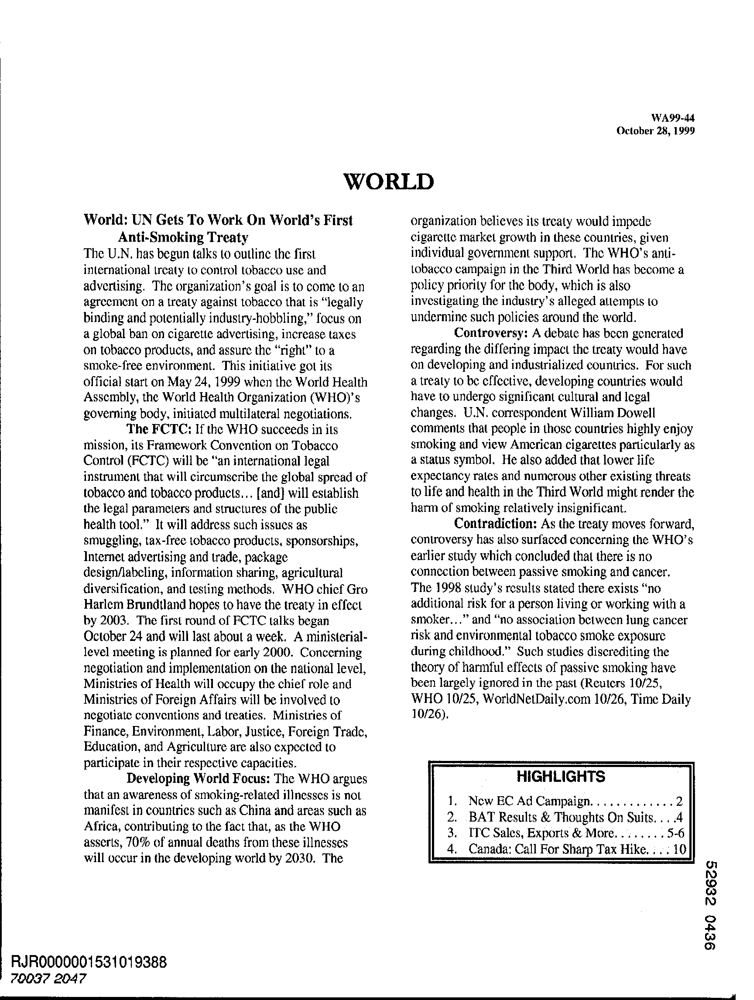 WA99-44
October 28, 1999
WORLD
World: UN Gets To Work On World's First
Anti-Smoking Treaty
The U.N. has begun talks to outline the first
international treaty to control tobacco use and
advertising. The organization's goal is to come to an
agreement on a treaty against tobacco that is "legally
binding and potentially industry-hobbling," focus on
a global ban on cigarette advertising, increase taxes
on tobacco products, and assure the "right" to a
smoke-free environment. This initiative got its
official start on May 24, 1999 when the World Health
Assembly, the World Health Organization (WHO)'s
governing body, initiated multilateral negotiations.
The FCTC: If the WHO succeeds in its
mission, its Framework Convention on Tobacco
Control (FCTC) will be "an international legal
instrument that will circumscribe the global spread of
tobacco and tobacco products... [and] will establish
the legal parameters and structures of the public
health tool." It will address such issues as
smuggling, tax-free tobacco products, sponsorships,
Internet advertising and trade, package
design/labeling, information sharing, agricultural
diversification, and testing methods. WHO chief Gro
Harlem Brundtland hopes to have the treaty in effect
by 2003. The first round of FCTC talks began
October 24 and will last about a week. A ministerial-
level meeting is planned for early 2000. Concerning
negotiation and implementation on the national level,
Ministries of Health will occupy the chief role and
Ministries of Foreign Affairs will be involved to
negotiate conventions and treaties. Ministries of
Finance, Environment, Labor, Justice, Foreign Trade,
Education, and Agriculture are also expected to
participate in their respective capacities.
Developing World Focus: The WHO argues
that an awareness of smoking-related illnesses is not
manifest in countries such as China and areas such as
Africa, contributing to the fact that, as the WHO
asserts, 70% of annual deaths from these illnesses
will occur in the developing world by 2030. The
organization believes its treaty would impede
cigarette market growth in these countries, given
individual government support. The WHO's anti-
tobacco campaign in the Third World has become a
policy priority for the body, which is also
investigating the industry's alleged attempts to
undermine such policies around the world.
Controversy: A debate has been generated
regarding the differing impact the treaty would have
on developing and industrialized countries. For such
a treaty to be effective, developing countries would
have to undergo significant cultural and legal
changes. U.N. correspondent William Dowell
comments that people in those countries highly enjoy
smoking and view American cigarettes particularly as
a status symbol. He also added that lower life
expectancy rates and numerous other existing threats
to life and health in the Third World might render the
harm of smoking relatively insignificant.
Contradiction: As the treaty moves forward,
controversy has also surfaced concerning the WHO's
earlier study which concluded that there is no
connection between passive smoking and cancer.
The 1998 study's results stated there exists "no
additional risk for a person living or working with a
smoker..." and "no association between lung cancer
risk and environmental tobacco smoke exposure
during childhood." Such studies discrediting the
theory of harmful effects of passive smoking have
been largely ignored in the past (Reuters 10/25,
WHO 10/25, WorldNetDaily.com 10/26, Time Daily
10/26).
HIGHLIGHTS
1. New EC Ad Campaign. . . . . . . . . . . . . 2
2. BAT Results & Thoughts On Suits. . . .4
3. ITC Sales, Exports & More. . . . . . . . 5-6
4. Canada: Call For Sharp Tax Hike. . . . 10
52932 0436
RJR0000001531019388
70037 2047